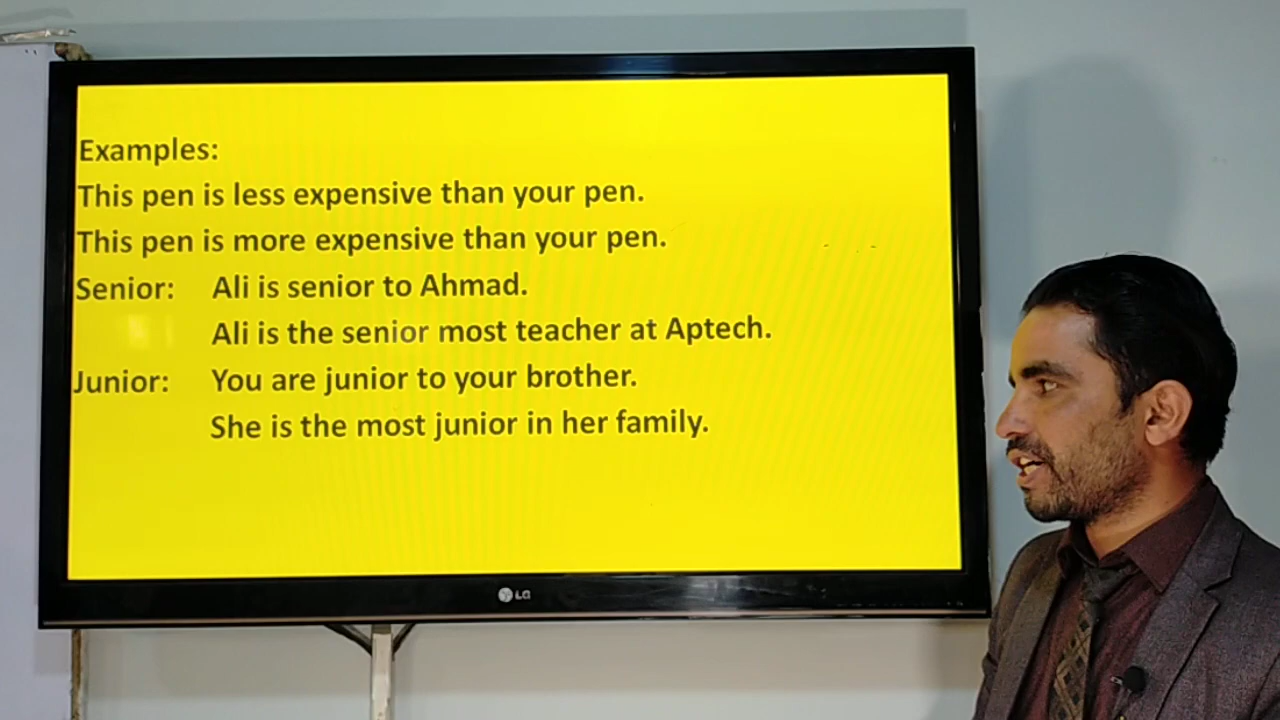 Examples:
This pen is less expensive than your pen.
This pen is more expensive than your pen.
Senior: Ali is senior to Ahmad.
Ali is the senior most teacher at Aptech.
Junior: You are junior to your brother.
She is the most junior in her family.
LG